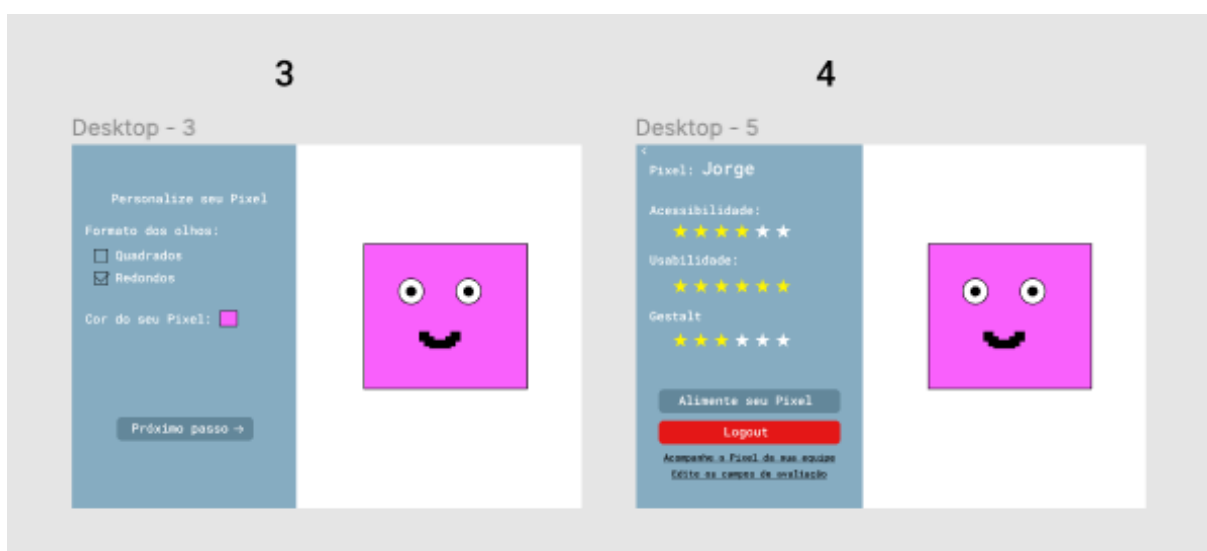 3
Desktop - 3
Personalize seu Pixel
Formato dos olhos:
Quadrados
Redondos
Cor do seu Pixel:
Próximo passo →
4
Desktop - 5
<
Pixel: Jorge
Acessibilidade:
Usabilidade:
Gestalt
Alimente seu Pixel
Logout
Acompanhe o Pixel da sua equipe
Edite os campos de avaliação